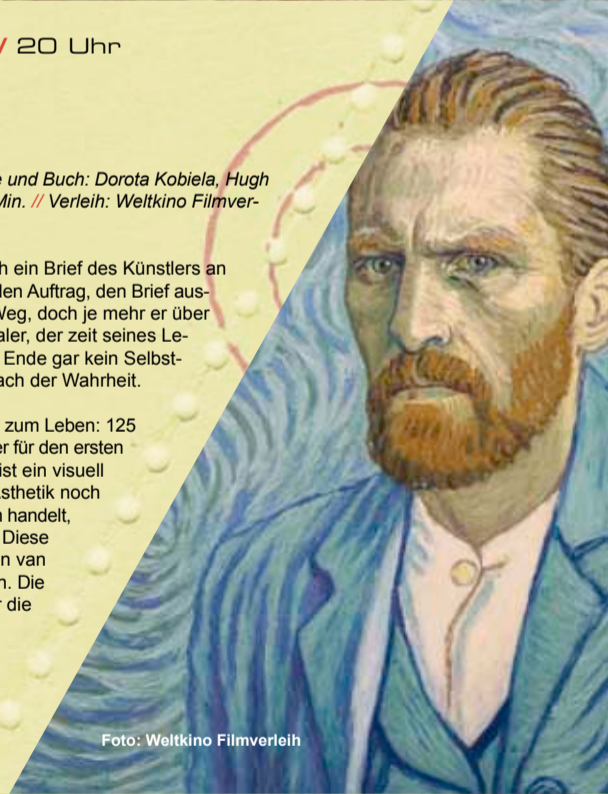 // 20 Uhr
e und Buch: Dorota Kobiela, Hugh
Min. // Verleih: Weltkino Filmver-
h ein Brief des Künstlers an
den Auftrag, den Brief aus-
Weg, doch je mehr er über
aler, der zeit seines Le-
Ende gar kein Selbst-
ach der Wahrheit.
zum Leben: 125
er für den ersten
ist ein visuell
Ästhetik noch
n handelt,
Diese
n van
n. Die
r die
Foto: Weltkino Filmverleih